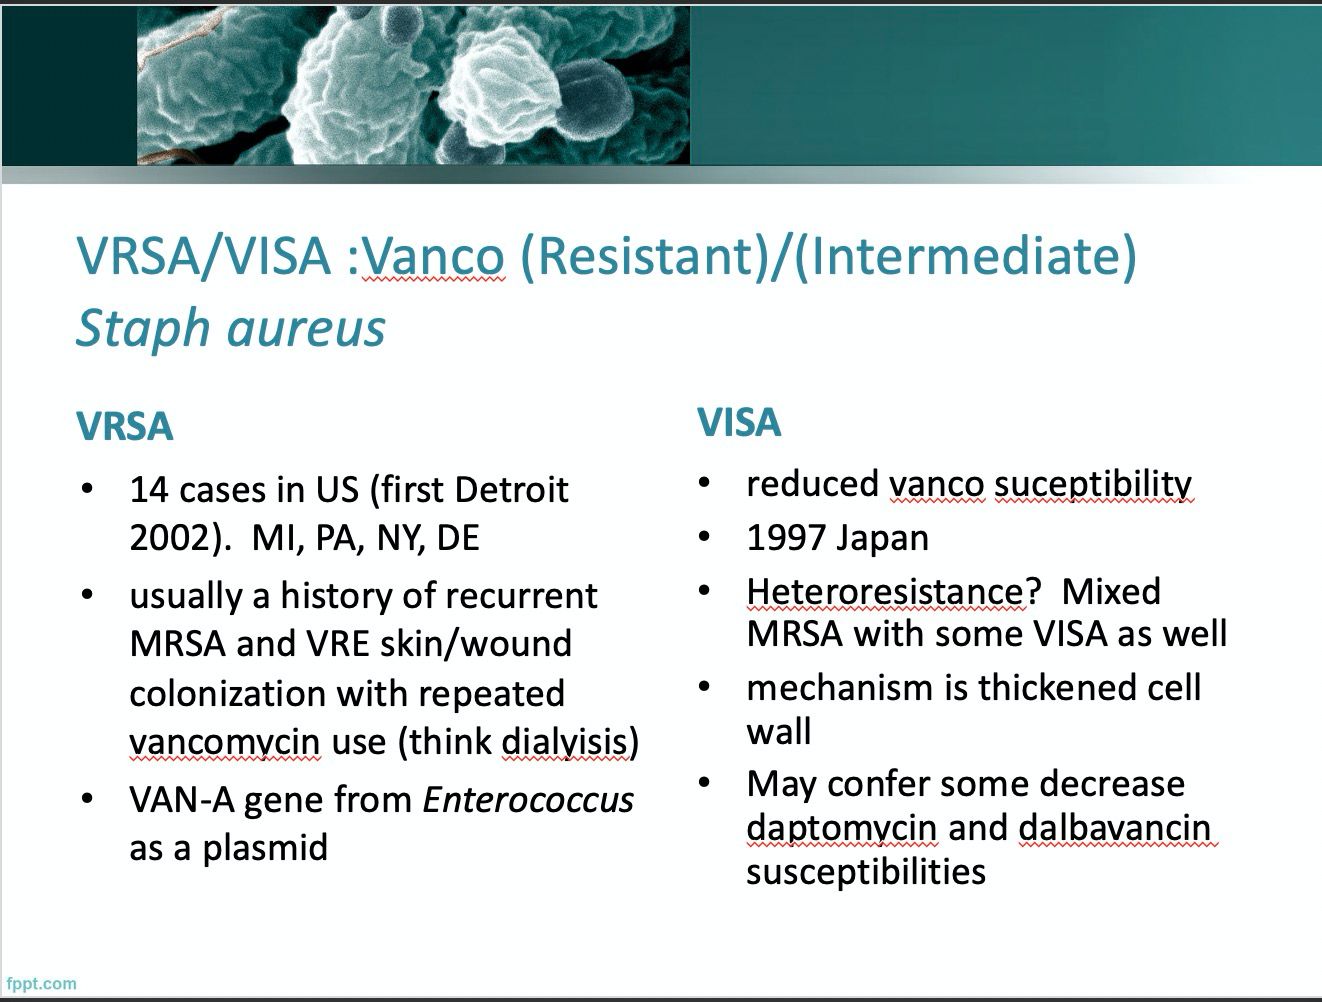 VRSA/VISA :Vanco (Resistant)/(Intermediate)
Staph aureus
VRSA
• 14 cases in US (first Detroit
2002).  MI, PA, NY, DE
• usually a history of recurrent
MRSA and VRE skin/wound
colonization with repeated
vancomycin use (think dialyisis)
• VAN-A gene from Enterococcus
as a plasmid
VISA
• reduced vanco suceptibility
• 1997 Japan
• Heteroresistance?  Mixed
MRSA with some VISA as well
• mechanism is thickened cell
wall
• May confer some decrease
daptomycin and dalbavancin
susceptibilities
fppt.com